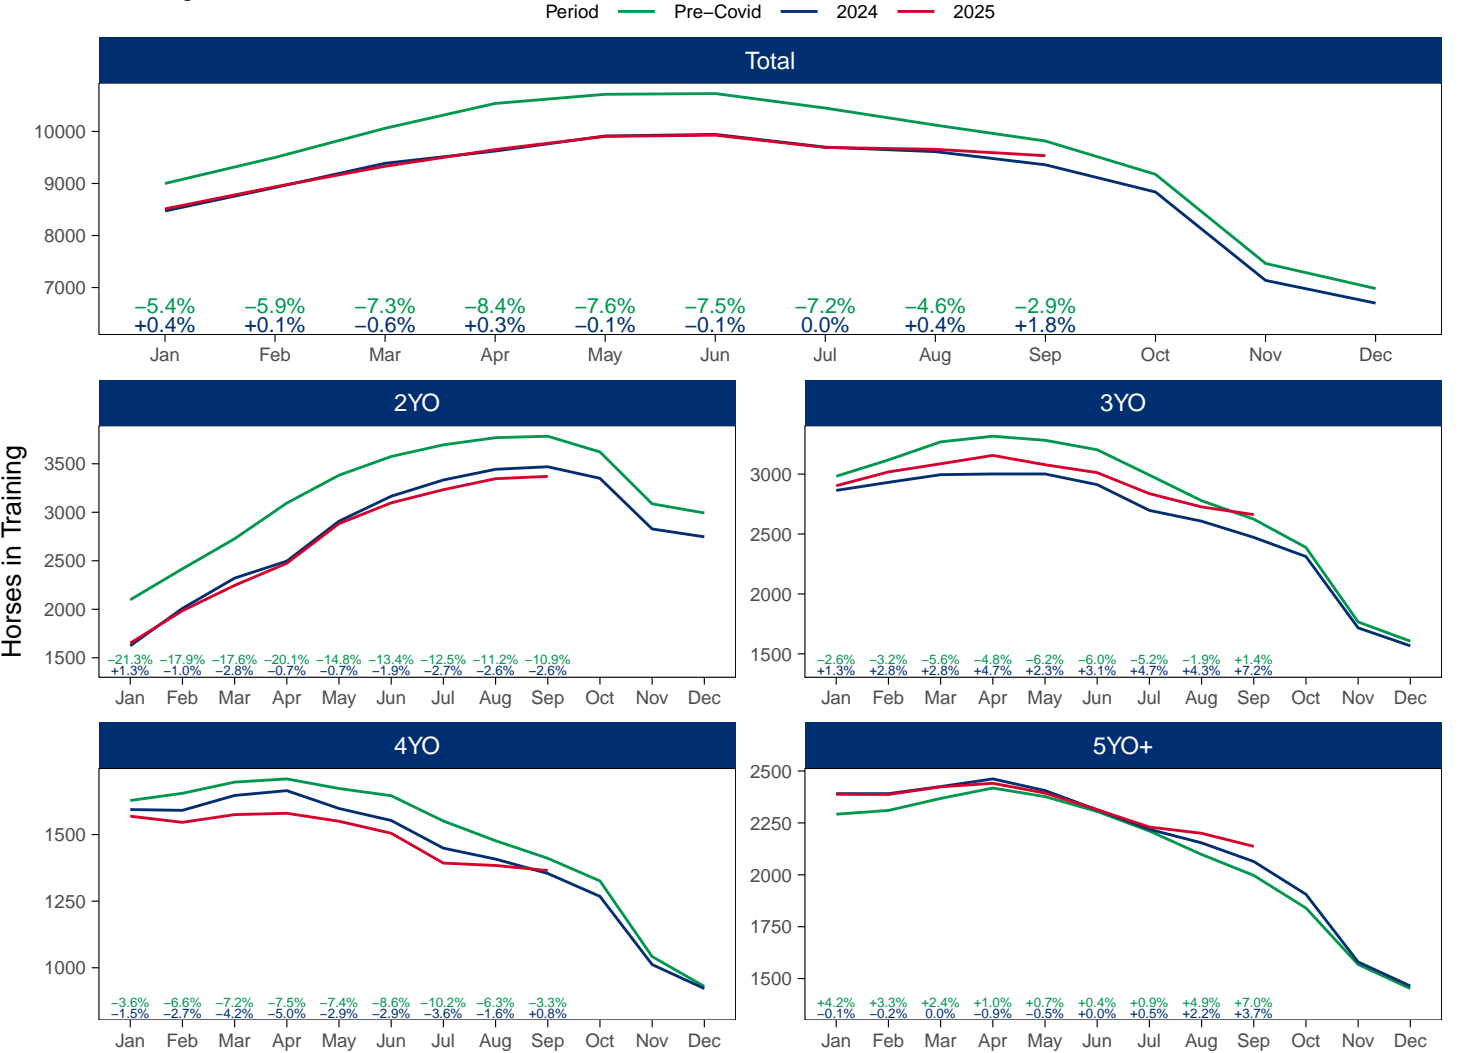 Period Pre−Covid 2024 2025
Total
10000
9000
8000
7000
−5.4% −5.9% −7.3% −8.4% −7.6% −7.5% −7.2% −4.6% −2.9%
+0.4% +0.1% −0.6% +0.3% −0.1% −0.1% 0.0% +0.4% +1.8%
Jan Feb Mar Apr May Jun Jul Aug Sep Oct Nov Dec
Horses in Training
2YO
3500
3000
2500
2000
1500
−21.3% −17.9% −17.6% −20.1% −14.8% −13.4% −12.5% −11.2% −10.9%
+1.3% −1.0% −2.8% −0.7% −0.7% −1.9% −2.7% −2.6% −2.6%
Jan Feb Mar Apr May Jun Jul Aug Sep Oct Nov Dec
3YO
3000
2500
2000
1500
−2.6% −3.2% −5.6% −4.8% −6.2% −6.0% −5.2% −1.9% +1.4%
+1.3% +2.8% +2.8% +4.7% +2.3% +3.1% +4.7% +4.3% +7.2%
Jan Feb Mar Apr May Jun Jul Aug Sep Oct Nov Dec
4YO
1500
1250
1000
−3.6% −6.6% −7.2% −7.5% −7.4% −8.6% −10.2% −6.3% −3.3%
−1.5% −2.7% −4.2% −5.0% −2.9% −2.9% −3.6% −1.6% +0.8%
Jan Feb Mar Apr May Jun Jul Aug Sep Oct Nov Dec
5YO+
2500
2250
2000
1750
1500
+4.2% +3.3% +2.4% +1.0% +0.7% +0.4% +0.9% +4.9% +7.0%
−0.1% −0.2% 0.0% −0.9% −0.5% +0.0% +0.5% +2.2% +3.7%
Jan Feb Mar Apr May Jun Jul Aug Sep Oct Nov Dec